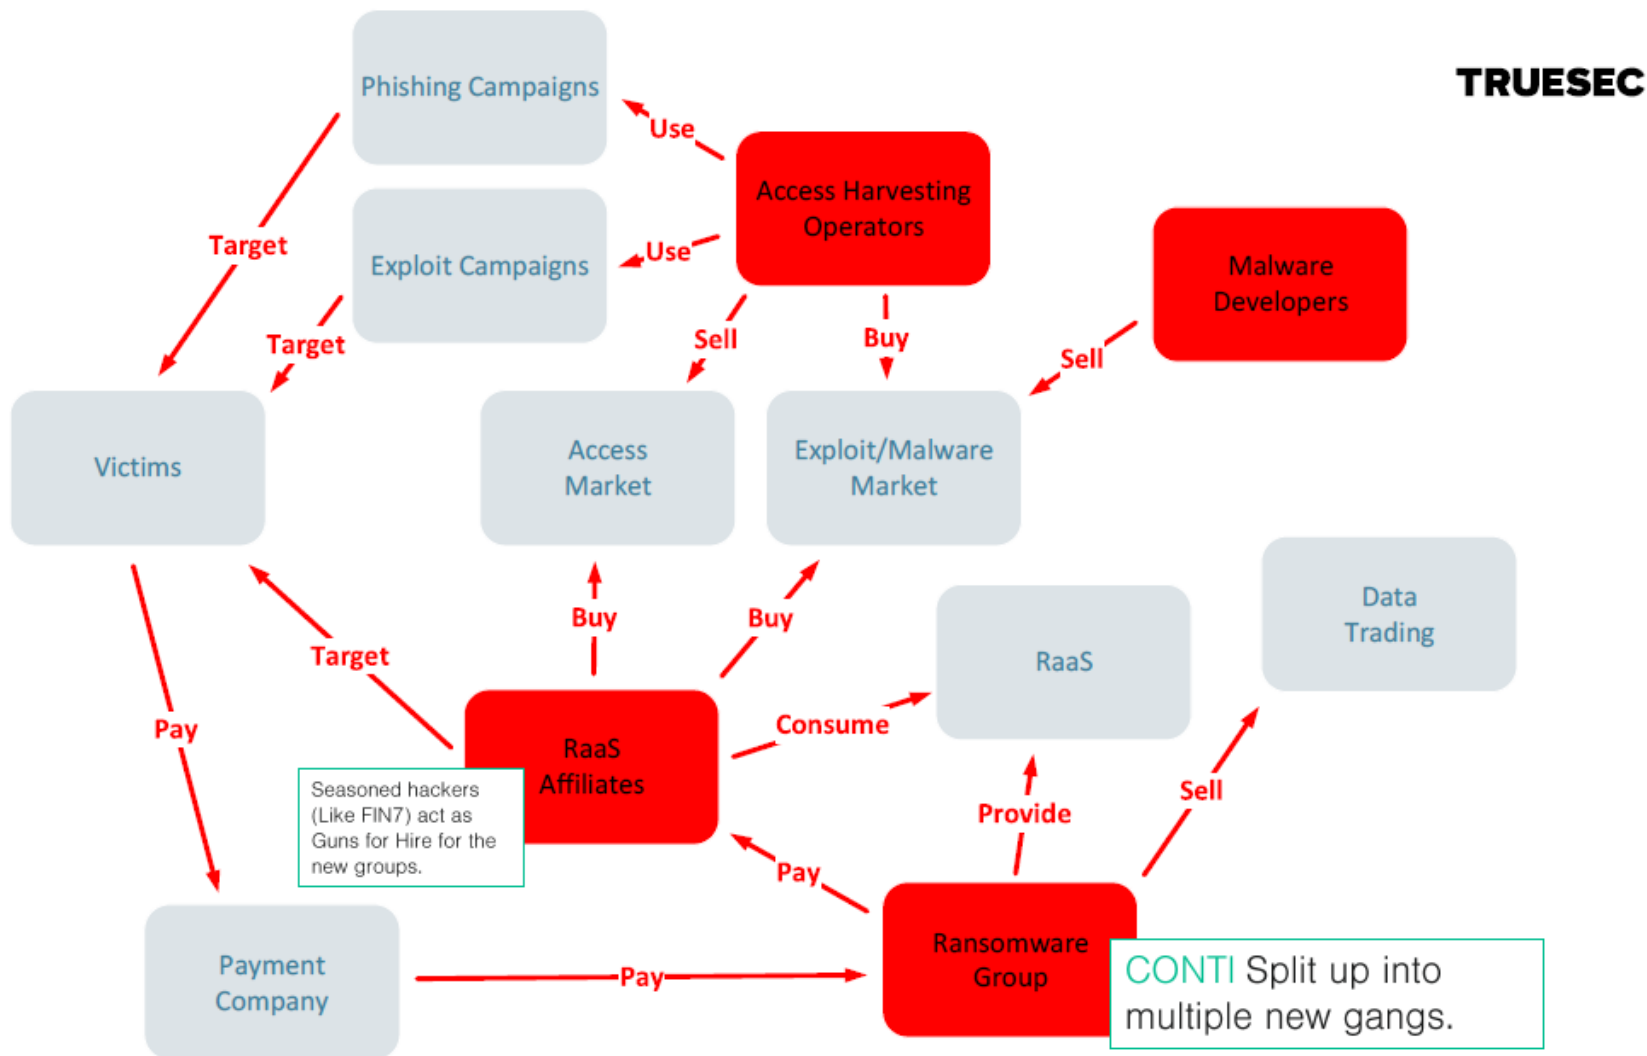 TRUESEC
Phishing Campaigns
Use
Access Harvesting
Operators
Target
Exploit Campaigns
Use
Malware
Developers
Target
Sell
Buy
Sell
Victims
Access
Market
Exploit/Malware
Market
Data
Trading
Buy
Buy
Target
RaaS
Pay
Consume
RaaS
Affiliates
Seasoned hackers
(Like FIN7) act as
Guns for Hire for the
new groups.
Provide
Sell
Pay
Payment
Company
Pay
Ransomware
Group
CONTI Split up into
multiple new gangs.